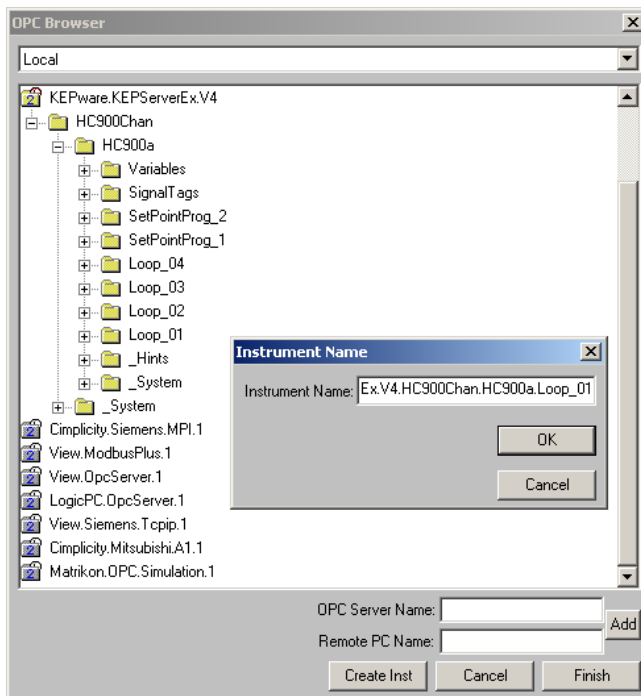 OPC Browser
Local
KEPware.KEPServerEx.V4
HC900Chan
HC900a
Variables
SignalTags
SetPointProg_2
SetPointProg_1
Loop_04
Loop_03
Loop_02
Loop_01
_Hints
_System
_System
Cimplicity.Siemens.MPI.1
View.ModbusPlus.1
View.OpcServer.1
LogicPC.OpcServer.1
View.Siemens.Tcpip.1
Cimplicity.Mitsubishi.A1.1
Matrikon.OPC.Simulation.1
Instrument Name
Instrument Name: Ex.V4.HC900Chan.HC900a.Loop_01
OK
Cancel
OPC Server Name:
Add
Remote PC Name:
Create Inst Cancel Finish